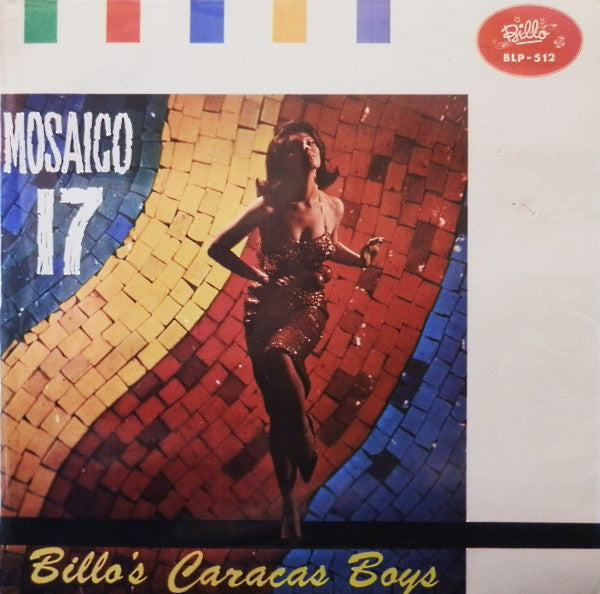 Billo
BLP-512
MOSAICO
17
Billo's Caracas Boys